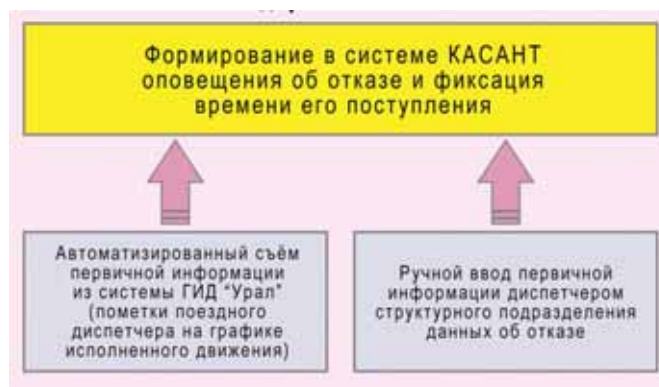 Формирование в системе КАСАНТ
оповещения об отказе и фиксация
времени его поступления
Автоматизированный съём
первичной информации
из системы ГИД "Урал"
(пометки поездного
диспетчера на графике
исполненного движения)
Ручной ввод первичной
информации диспетчером
структурного подразделения
данных об отказе